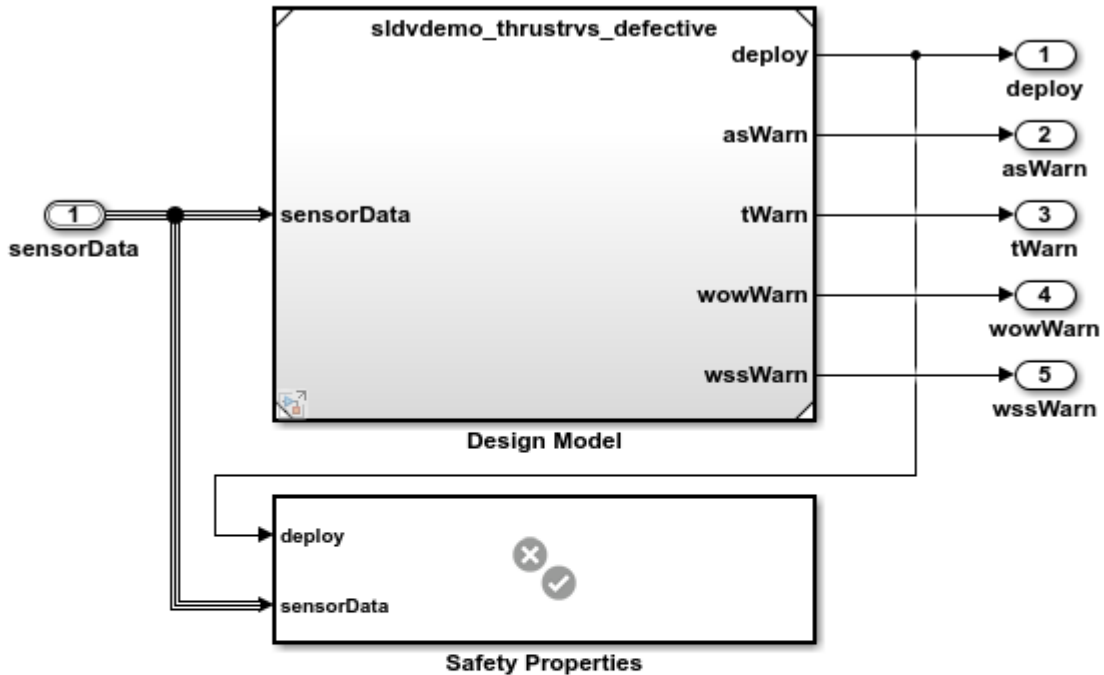 sldvdemo_thrustrvs_defective
deploy
1
deploy
asWarn
2
asWarn
1
sensorData
sensorData
tWarn
3
tWarn
wowWarn
4
wowWarn
wssWarn
5
wssWarn
Design Model
deploy
sensorData
Safety Properties